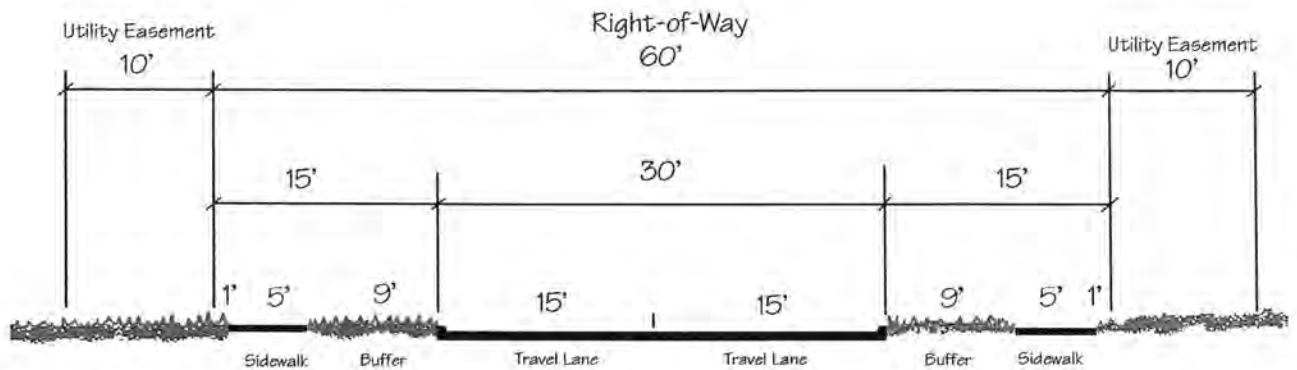 Utility Easement
10'
Right-of-Way
60'
Utility Easement
10'
15'
30'
15'
1' 5' 9' 15' 15' 9' 5' 1'
Sidewalk Buffer Travel Lane Travel Lane Buffer Sidewalk